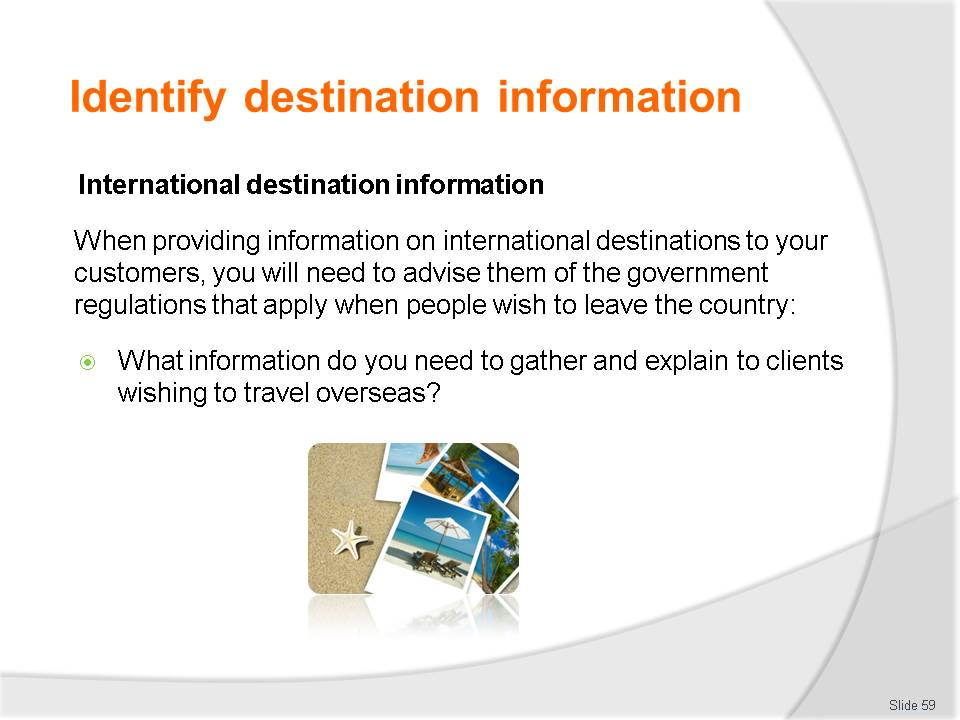 Identify destination information
International destination information
When providing information on international destinations to your
customers, you will need to advise them of the government
regulations that apply when people wish to leave the country:
What information do you need to gather and explain to clients
wishing to travel overseas?
Slide 59